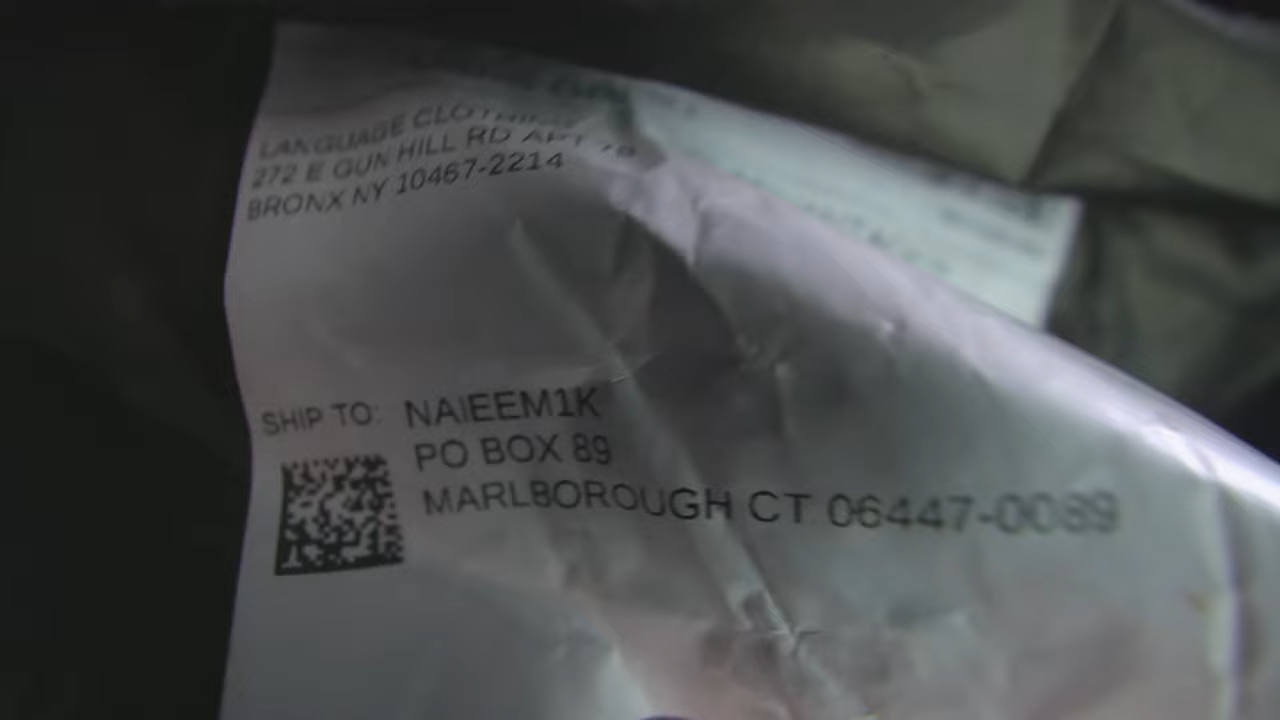 LANGUAGE CLOTHING
272 E GUN HILL RD APT
BRONX NY 10467-2214
SHIP TO: NAIEEM1K
PO BOX 89
MARLBOROUGH CT 06447-0089